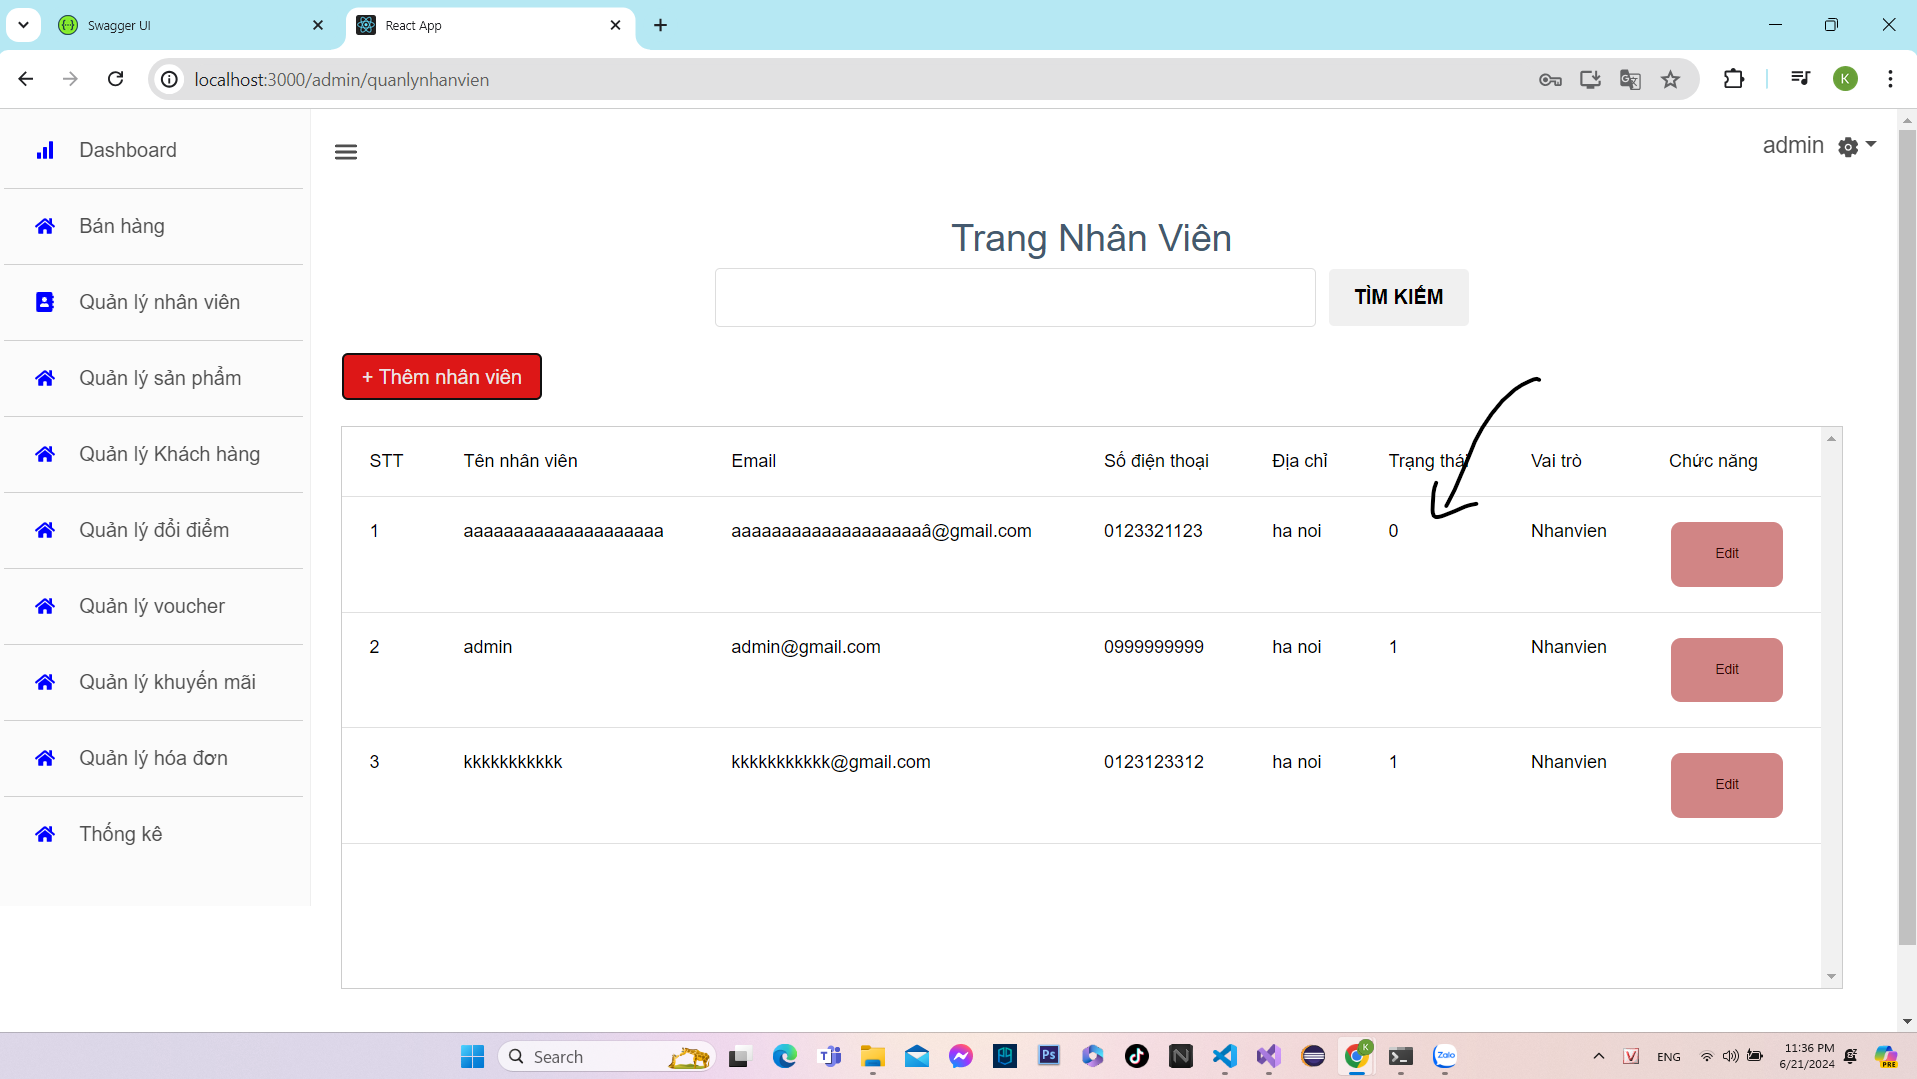 Swagger UI
React App
localhost:3000/admin/quanlynhanvien
K
Dashboard
Bán hàng
Quản lý nhân viên
Quản lý sản phẩm
Quản lý Khách hàng
Quản lý đổi điểm
Quản lý voucher
Quản lý khuyến mãi
Quản lý hóa đơn
Thống kê
admin
Trang Nhân Viên
TÌM KIẾM
+ Thêm nhân viên
STT Tên nhân viên Email Số điện thoại Địa chỉ Trạng thái Vai trò Chức năng
1 aaaaaaaaaaaaaaaaaaaa aaaaaaaaaaaaaaaaaaaâ@gmail.com 0123321123 ha noi 0 Nhanvien Edit
2 admin admin@gmail.com 0999999999 ha noi 1 Nhanvien Edit
3 kkkkkkkkkkk kkkkkkkkkkk@gmail.com 0123123312 ha noi 1 Nhanvien Edit
Search
Ps
N
K
Zalo
V
ENG
11:36 PM
6/21/2024
PRE